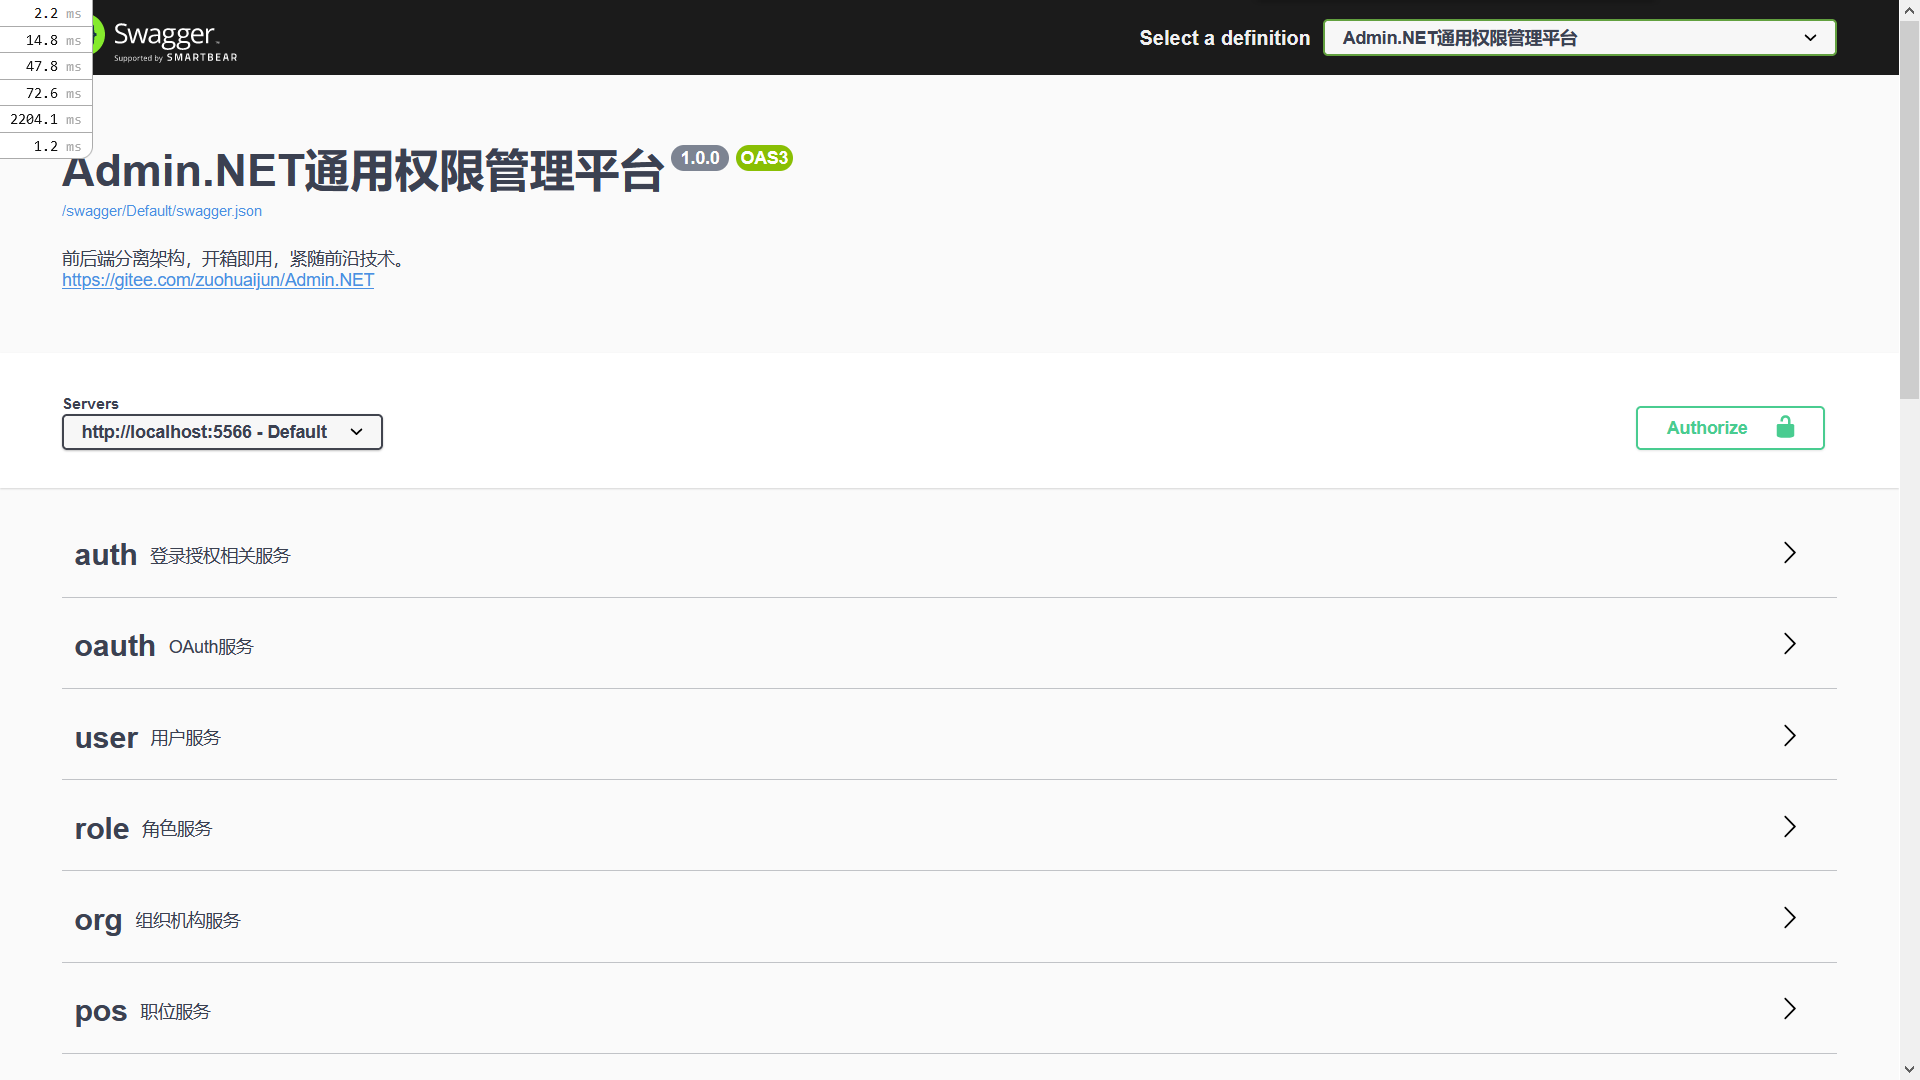 2.2 ms
14.8 ms
47.8 ms
72.6 ms
2204.1 ms
1.2 ms
Swagger.
Supported by SMARTBEAR
Select a definition
Admin.NET通用权限管理平台
Admin.NET通用权限管理平台 1.0.0 OAS3
/swagger/Default/swagger.json
前后端分离架构，开箱即用，紧随前沿技术。
https://gitee.com/zuohuaijun/Admin.NET
Servers
http://localhost:5566 - Default
Authorize
auth 登录授权相关服务
oauth OAuth服务
user 用户服务
role 角色服务
org 组织机构服务
pos 职位服务